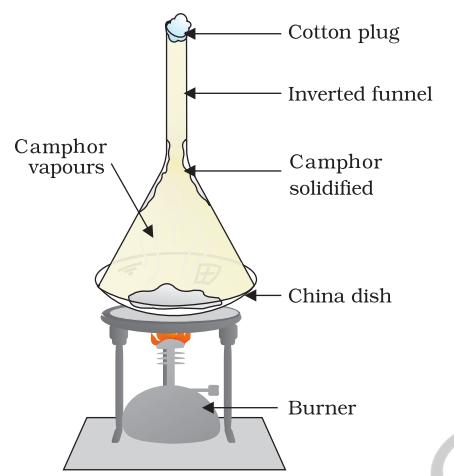 Cotton plug
Inverted funnel
Camphor
vapours
Camphor
solidified
China dish
Burner